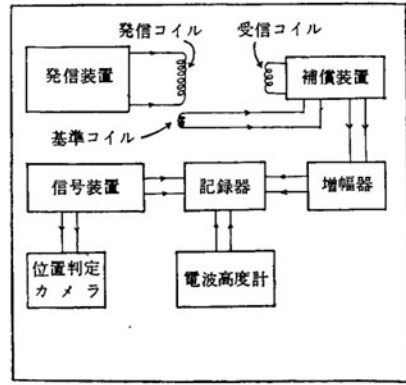 発信コイル
受信コイル
発信装置
補償装置
基準コイル
信号装置
記録器
増幅器
位置判定
カメラ
電波高度計